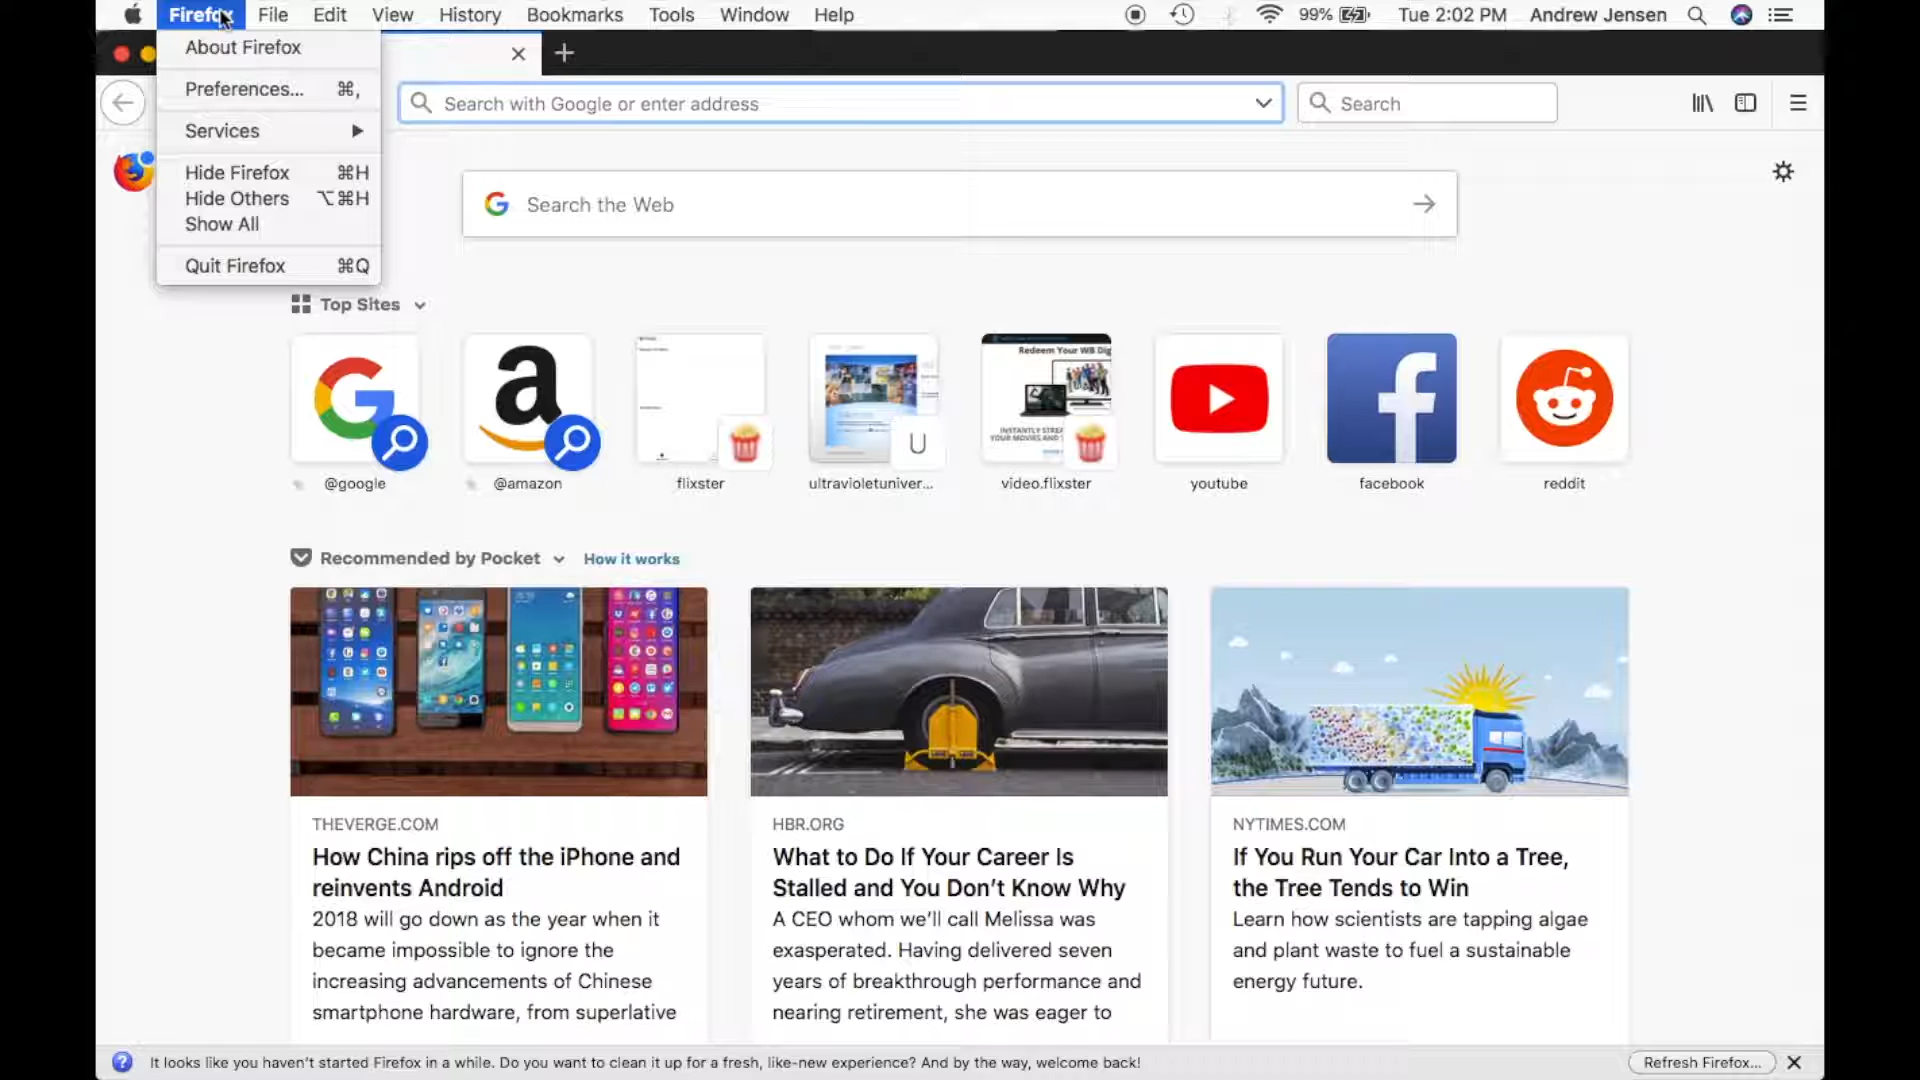 Firefox File Edit View History Bookmarks Tools Window Help 99% Tue 2:02 PM Andrew Jensen
About Firefox
Preferences... ⌘,
Services
Hide Firefox ⌘H
Hide Others ⌥⌘H
Show All
Quit Firefox ⌘Q
Search with Google or enter address
Search
Search the Web
Top Sites
Redeem Your WB Dig
INSTANTLY STREA
YOUR MOVIES AND
U
@google
@amazon
flixster
ultravioletuniver...
video.flixster
youtube
facebook
reddit
Recommended by Pocket How it works
THEVERGE.COM
How China rips off the iPhone and
reinvents Android
2018 will go down as the year when it
became impossible to ignore the
increasing advancements of Chinese
smartphone hardware, from superlative
HBR.ORG
What to Do If Your Career Is
Stalled and You Don't Know Why
A CEO whom we'll call Melissa was
exasperated. Having delivered seven
years of breakthrough performance and
nearing retirement, she was eager to
NYTIMES.COM
If You Run Your Car Into a Tree,
the Tree Tends to Win
Learn how scientists are tapping algae
and plant waste to fuel a sustainable
energy future.
It looks like you haven't started Firefox in a while. Do you want to clean it up for a fresh, like-new experience? And by the way, welcome back!
Refresh Firefox...